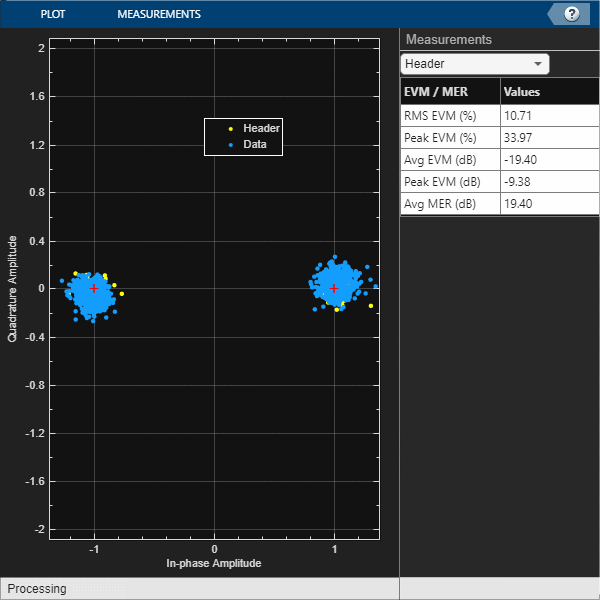 PLOT MEASUREMENTS ?
Measurements
Header
EVM / MER Values
RMS EVM (%) 10.71
Peak EVM (%) 33.97
Avg EVM (dB) -19.40
Peak EVM (dB) -9.38
Avg MER (dB) 19.40
2
1.6
1.2
0.8
0.4
0
-0.4
-0.8
-1.2
-1.6
-2
Quadrature Amplitude
Header
Data
-1 0 1
In-phase Amplitude
Processing